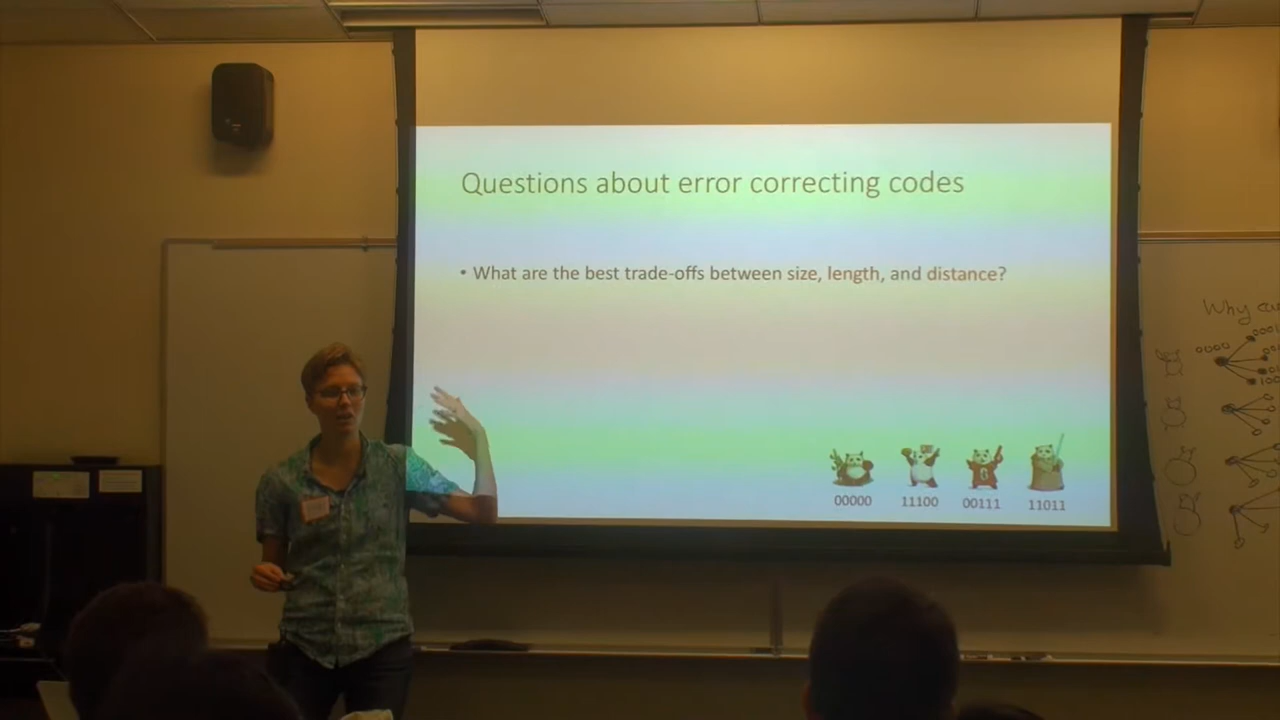 Questions about error correcting codes
• What are the best trade-offs between size, length, and distance?
00000 11100 00111 11011
Why
0000